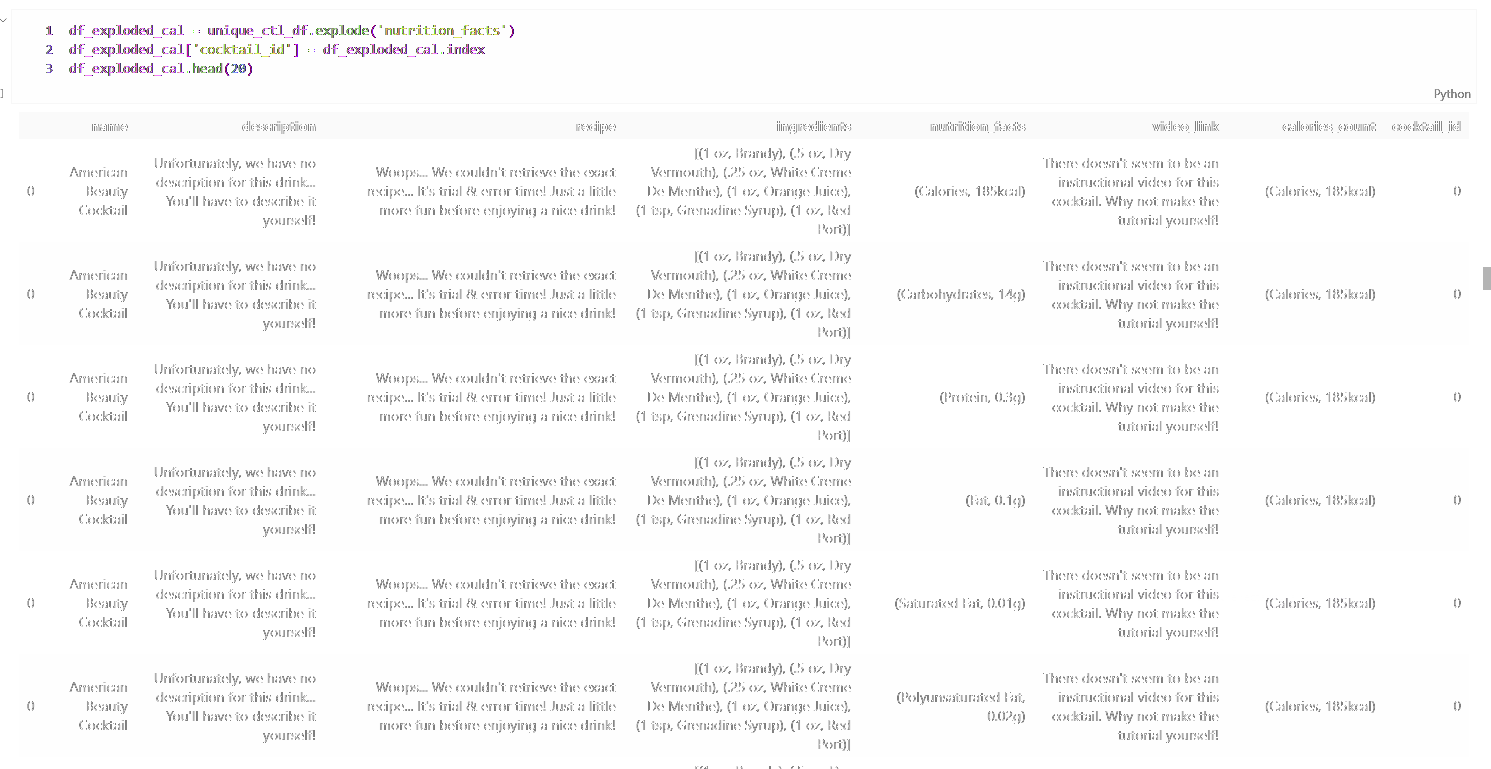 1 df_exploded_cal = unique_ctl_df.explode('nutrition_facts')
2 df_exploded_cal['cocktail_id'] = df_exploded_cal.index
3 df_exploded_cal.head(20)
Python
name description recipe ingredients nutrition_facts video_link calories_count cocktail_id
0 American Beauty Cocktail Unfortunately, we have no description for this drink... You'll have to describe it yourself! Woops... We couldn't retrieve the exact recipe... It's trial & error time! Just a little more fun before enjoying a nice drink! [(1 oz, Brandy), (.5 oz, Dry Vermouth), (.25 oz, White Creme De Menthe), (1 oz, Orange Juice), (1 tsp, Grenadine Syrup), (1 oz, Red Port)] (Calories, 185kcal) There doesn't seem to be an instructional video for this cocktail. Why not make the tutorial yourself! (Calories, 185kcal) 0
0 American Beauty Cocktail Unfortunately, we have no description for this drink... You'll have to describe it yourself! Woops... We couldn't retrieve the exact recipe... It's trial & error time! Just a little more fun before enjoying a nice drink! [(1 oz, Brandy), (.5 oz, Dry Vermouth), (.25 oz, White Creme De Menthe), (1 oz, Orange Juice), (1 tsp, Grenadine Syrup), (1 oz, Red Port)] (Carbohydrates, 14g) There doesn't seem to be an instructional video for this cocktail. Why not make the tutorial yourself! (Calories, 185kcal) 0
0 American Beauty Cocktail Unfortunately, we have no description for this drink... You'll have to describe it yourself! Woops... We couldn't retrieve the exact recipe... It's trial & error time! Just a little more fun before enjoying a nice drink! [(1 oz, Brandy), (.5 oz, Dry Vermouth), (.25 oz, White Creme De Menthe), (1 oz, Orange Juice), (1 tsp, Grenadine Syrup), (1 oz, Red Port)] (Protein, 0.3g) There doesn't seem to be an instructional video for this cocktail. Why not make the tutorial yourself! (Calories, 185kcal) 0
0 American Beauty Cocktail Unfortunately, we have no description for this drink... You'll have to describe it yourself! Woops... We couldn't retrieve the exact recipe... It's trial & error time! Just a little more fun before enjoying a nice drink! [(1 oz, Brandy), (.5 oz, Dry Vermouth), (.25 oz, White Creme De Menthe), (1 oz, Orange Juice), (1 tsp, Grenadine Syrup), (1 oz, Red Port)] (Fat, 0.1g) There doesn't seem to be an instructional video for this cocktail. Why not make the tutorial yourself! (Calories, 185kcal) 0
0 American Beauty Cocktail Unfortunately, we have no description for this drink... You'll have to describe it yourself! Woops... We couldn't retrieve the exact recipe... It's trial & error time! Just a little more fun before enjoying a nice drink! [(1 oz, Brandy), (.5 oz, Dry Vermouth), (.25 oz, White Creme De Menthe), (1 oz, Orange Juice), (1 tsp, Grenadine Syrup), (1 oz, Red Port)] (Saturated Fat, 0.01g) There doesn't seem to be an instructional video for this cocktail. Why not make the tutorial yourself! (Calories, 185kcal) 0
0 American Beauty Cocktail Unfortunately, we have no description for this drink... You'll have to describe it yourself! Woops... We couldn't retrieve the exact recipe... It's trial & error time! Just a little more fun before enjoying a nice drink! [(1 oz, Brandy), (.5 oz, Dry Vermouth), (.25 oz, White Creme De Menthe), (1 oz, Orange Juice), (1 tsp, Grenadine Syrup), (1 oz, Red Port)] (Polyunsaturated Fat, 0.02g) There doesn't seem to be an instructional video for this cocktail. Why not make the tutorial yourself! (Calories, 185kcal) 0